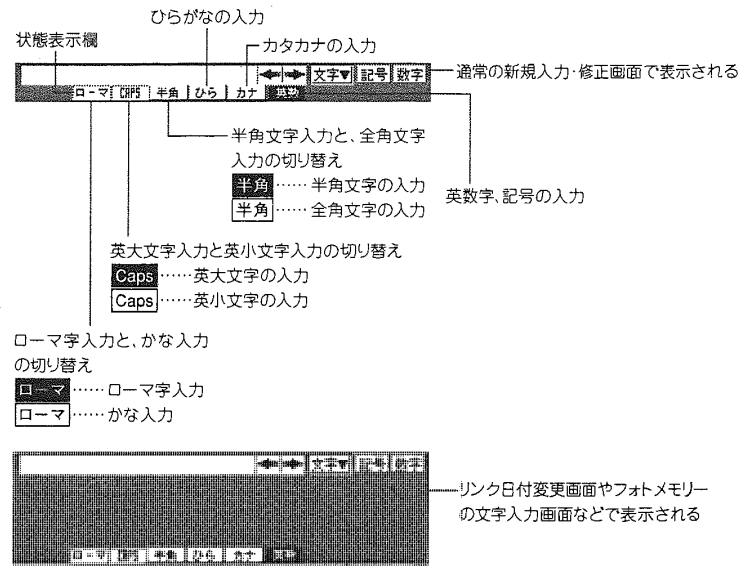 ひらがなの入力
状態表示欄
カタカナの入力
文字▼ 記号 数字
通常の新規入力・修正画面で表示される
ローマ CAPS 半角 ひら カナ 英数
半角文字入力と、全角文字
入力の切り替え
半角……半角文字の入力
半角……全角文字の入力
英数字、記号の入力
英大文字入力と英小文字入力の切り替え
Caps……英大文字の入力
Caps……英小文字の入力
ローマ字入力と、かな入力
の切り替え
ローマ……ローマ字入力
ローマ……かな入力
文字▼ 記号 数字
リンク日付変更画面やフォトメモリー
の文字入力画面などで表示される
ローマ CAPS 半角 ひら カナ 英数